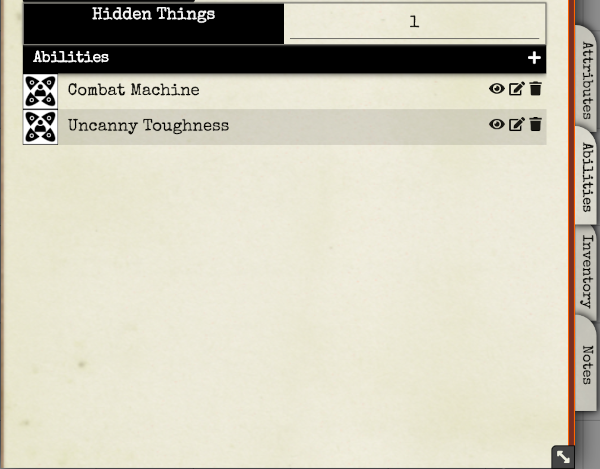 Hidden Things
1
Abilities
Combat Machine
Uncanny Toughness
Attributes
Abilities
Inventory
Notes